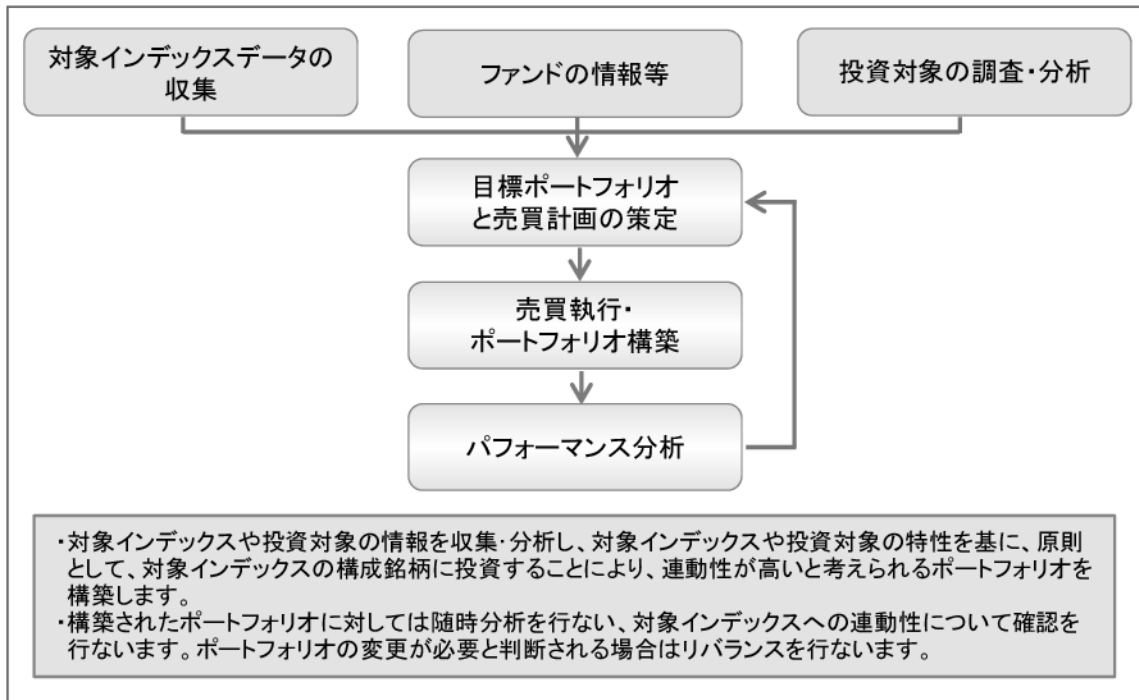 対象インデックスデータの
収集
ファンドの情報等
投資対象の調査・分析
目標ポートフォリオ
と売買計画の策定
売買執行・
ポートフォリオ構築
パフォーマンス分析
・対象インデックスや投資対象の情報を収集・分析し、対象インデックスや投資対象の特性を基に、原則
として、対象インデックスの構成銘柄に投資することにより、連動性が高いと考えられるポートフォリオを
構築します。
・構築されたポートフォリオに対しては随時分析を行ない、対象インデックスへの連動性について確認を
行ないます。ポートフォリオの変更が必要と判断される場合はリバランスを行ないます。